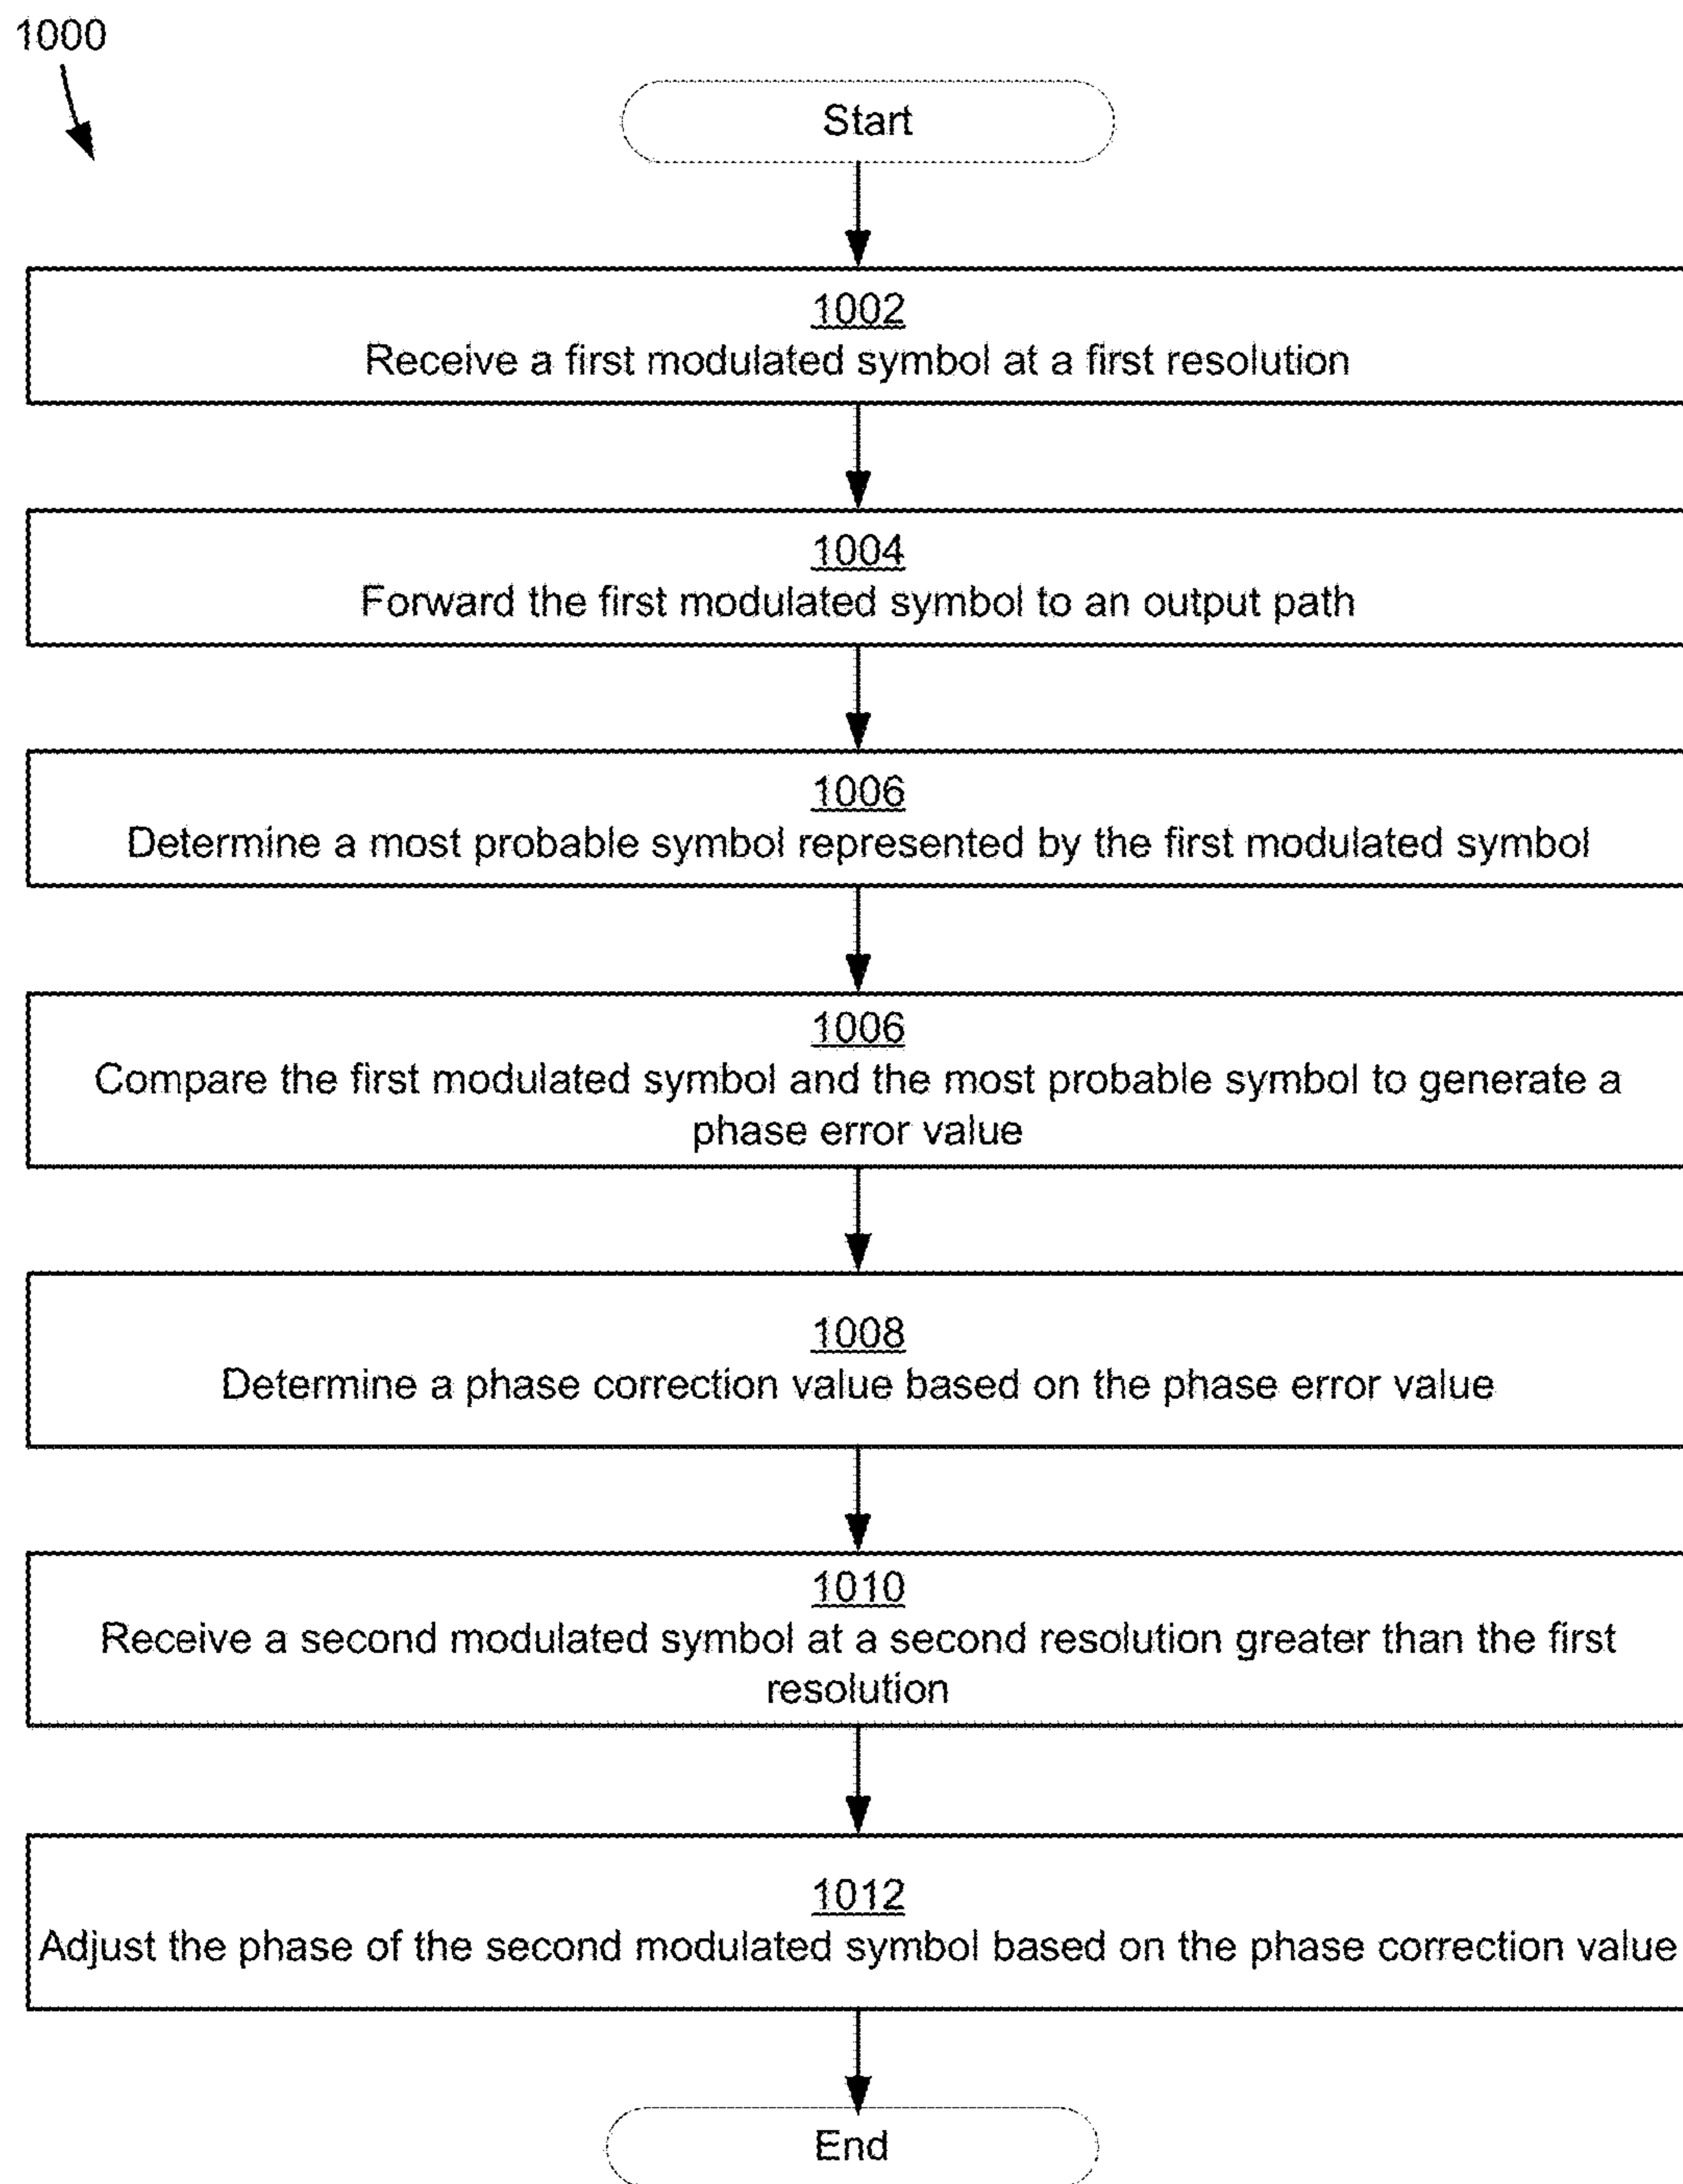 1000
Start
1002
Receive a first modulated symbol at a first resolution
1004
Forward the first modulated symbol to an output path
1006
Determine a most probable symbol represented by the first modulated symbol
1006
Compare the first modulated symbol and the most probable symbol to generate a
phase error value
1008
Determine a phase correction value based on the phase error value
1010
Receive a second modulated symbol at a second resolution greater than the first
resolution
1012
Adjust the phase of the second modulated symbol based on the phase correction value
End